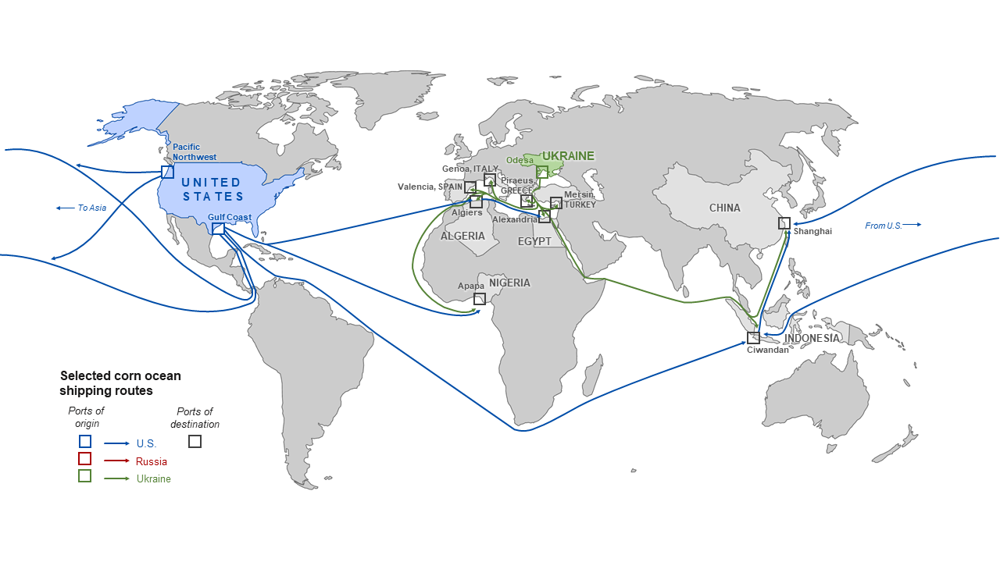 Pacific
Northwest
UNITED
STATES
To Asia
Gulf Coast
Odesa
UKRAINE
Genoa, ITALY
Valencia, SPAIN
Piraeus,
GREECE
Mersin,
TURKEY
Algiers
Alexandria
ALGERIA
EGYPT
CHINA
Shanghai
From U.S.
Apapa
NIGERIA
INDONESIA
Ciwandan
Selected corn ocean
shipping routes
Ports of
origin
Ports of
destination
U.S.
Russia
Ukraine